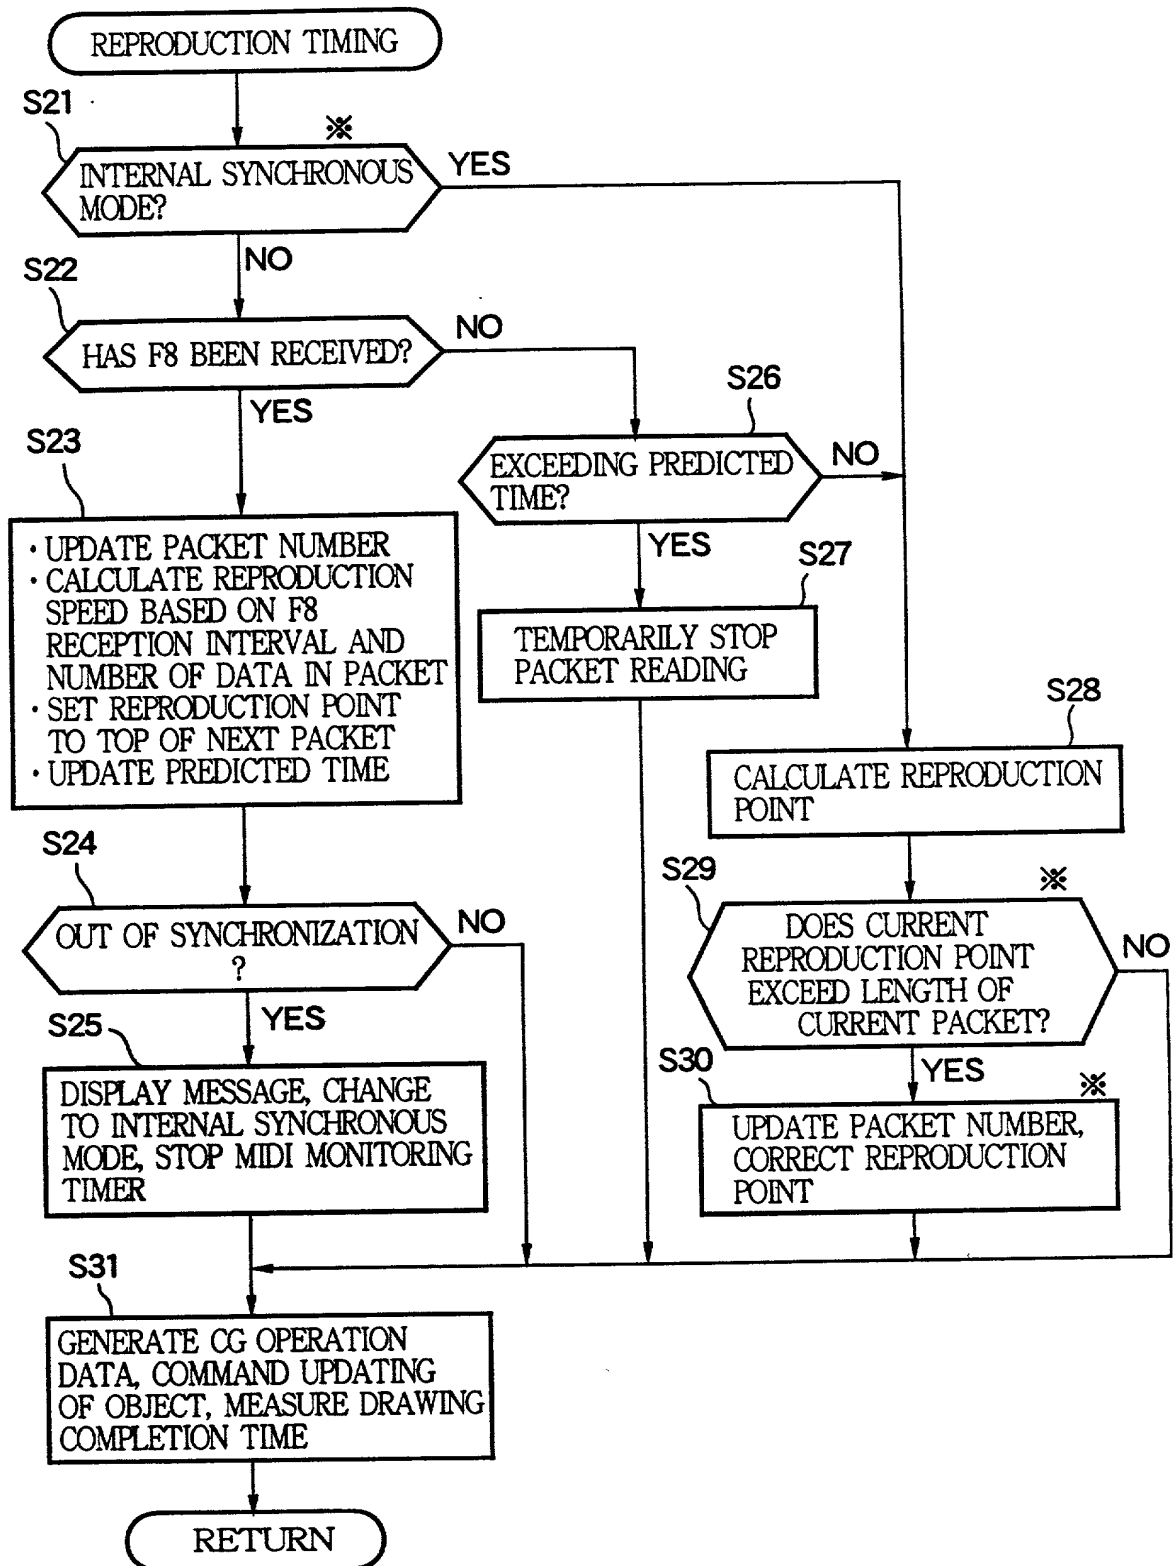 REPRODUCTION TIMING
S21
※
INTERNAL SYNCHRONOUS
MODE?
YES
NO
S22
HAS F8 BEEN RECEIVED?
NO
YES
S26
EXCEEDING PREDICTED
TIME?
NO
YES
S23
・UPDATE PACKET NUMBER
・CALCULATE REPRODUCTION
SPEED BASED ON F8
RECEPTION INTERVAL AND
NUMBER OF DATA IN PACKET
・SET REPRODUCTION POINT
TO TOP OF NEXT PACKET
・UPDATE PREDICTED TIME
S27
TEMPORARILY STOP
PACKET READING
S28
CALCULATE REPRODUCTION
POINT
S24
OUT OF SYNCHRONIZATION
?
NO
YES
S29
※
DOES CURRENT
REPRODUCTION POINT
EXCEED LENGTH OF
CURRENT PACKET?
NO
YES
S25
DISPLAY MESSAGE, CHANGE
TO INTERNAL SYNCHRONOUS
MODE, STOP MIDI MONITORING
TIMER
S30
※
UPDATE PACKET NUMBER,
CORRECT REPRODUCTION
POINT
S31
GENERATE CG OPERATION
DATA, COMMAND UPDATING
OF OBJECT, MEASURE DRAWING
COMPLETION TIME
RETURN